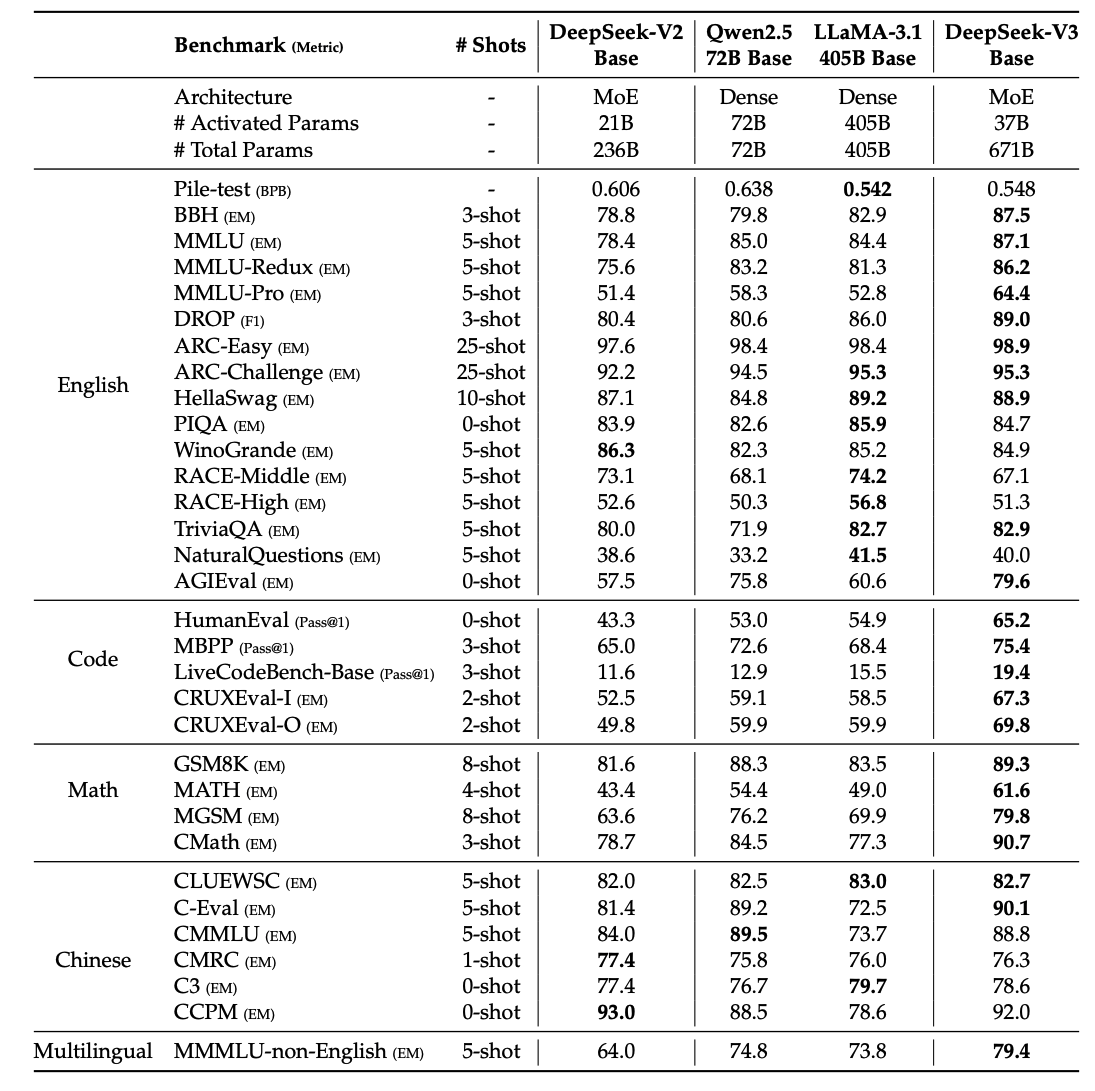 Benchmark (Metric) # Shots DeepSeek-V2 Base Qwen2.5 72B Base LLaMA-3.1 405B Base DeepSeek-V3 Base
Architecture - MoE Dense Dense MoE
# Activated Params - 21B 72B 405B 37B
# Total Params - 236B 72B 405B 671B
English
Pile-test (BPB) - 0.606 0.638 0.542 0.548
BBH (EM) 3-shot 78.8 79.8 82.9 87.5
MMLU (EM) 5-shot 78.4 85.0 84.4 87.1
MMLU-Redux (EM) 5-shot 75.6 83.2 81.3 86.2
MMLU-Pro (EM) 5-shot 51.4 58.3 52.8 64.4
DROP (F1) 3-shot 80.4 80.6 86.0 89.0
ARC-Easy (EM) 25-shot 97.6 98.4 98.4 98.9
ARC-Challenge (EM) 25-shot 92.2 94.5 95.3 95.3
HellaSwag (EM) 10-shot 87.1 84.8 89.2 88.9
PIQA (EM) 0-shot 83.9 82.6 85.9 84.7
WinoGrande (EM) 5-shot 86.3 82.3 85.2 84.9
RACE-Middle (EM) 5-shot 73.1 68.1 74.2 67.1
RACE-High (EM) 5-shot 52.6 50.3 56.8 51.3
TriviaQA (EM) 5-shot 80.0 71.9 82.7 82.9
NaturalQuestions (EM) 5-shot 38.6 33.2 41.5 40.0
AGIEval (EM) 0-shot 57.5 75.8 60.6 79.6
Code
HumanEval (Pass@1) 0-shot 43.3 53.0 54.9 65.2
MBPP (Pass@1) 3-shot 65.0 72.6 68.4 75.4
LiveCodeBench-Base (Pass@1) 3-shot 11.6 12.9 15.5 19.4
CRUXEval-I (EM) 2-shot 52.5 59.1 58.5 67.3
CRUXEval-O (EM) 2-shot 49.8 59.9 59.9 69.8
Math
GSM8K (EM) 8-shot 81.6 88.3 83.5 89.3
MATH (EM) 4-shot 43.4 54.4 49.0 61.6
MGSM (EM) 8-shot 63.6 76.2 69.9 79.8
CMath (EM) 3-shot 78.7 84.5 77.3 90.7
Chinese
CLUEWSC (EM) 5-shot 82.0 82.5 83.0 82.7
C-Eval (EM) 5-shot 81.4 89.2 72.5 90.1
CMMLU (EM) 5-shot 84.0 89.5 73.7 88.8
CMRC (EM) 1-shot 77.4 75.8 76.0 76.3
C3 (EM) 0-shot 77.4 76.7 79.7 78.6
CCPM (EM) 0-shot 93.0 88.5 78.6 92.0
Multilingual MMMLU-non-English (EM) 5-shot 64.0 74.8 73.8 79.4